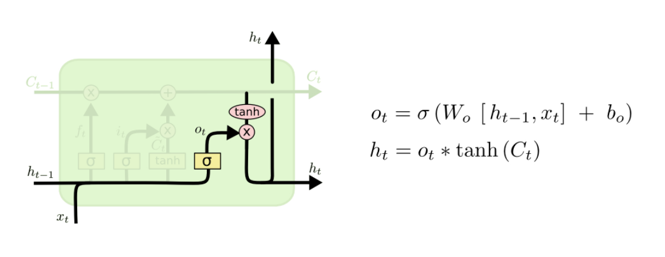 h_t
C_{t-1}
C_t
tanh
f_t
i_t
o_t
x
x
x
+
C̃_t
σ
σ
tanh
σ
h_{t-1}
h_t
x_t
o_t = σ (W_o [h_{t-1}, x_t] + b_o)
h_t = o_t * tanh (C_t)